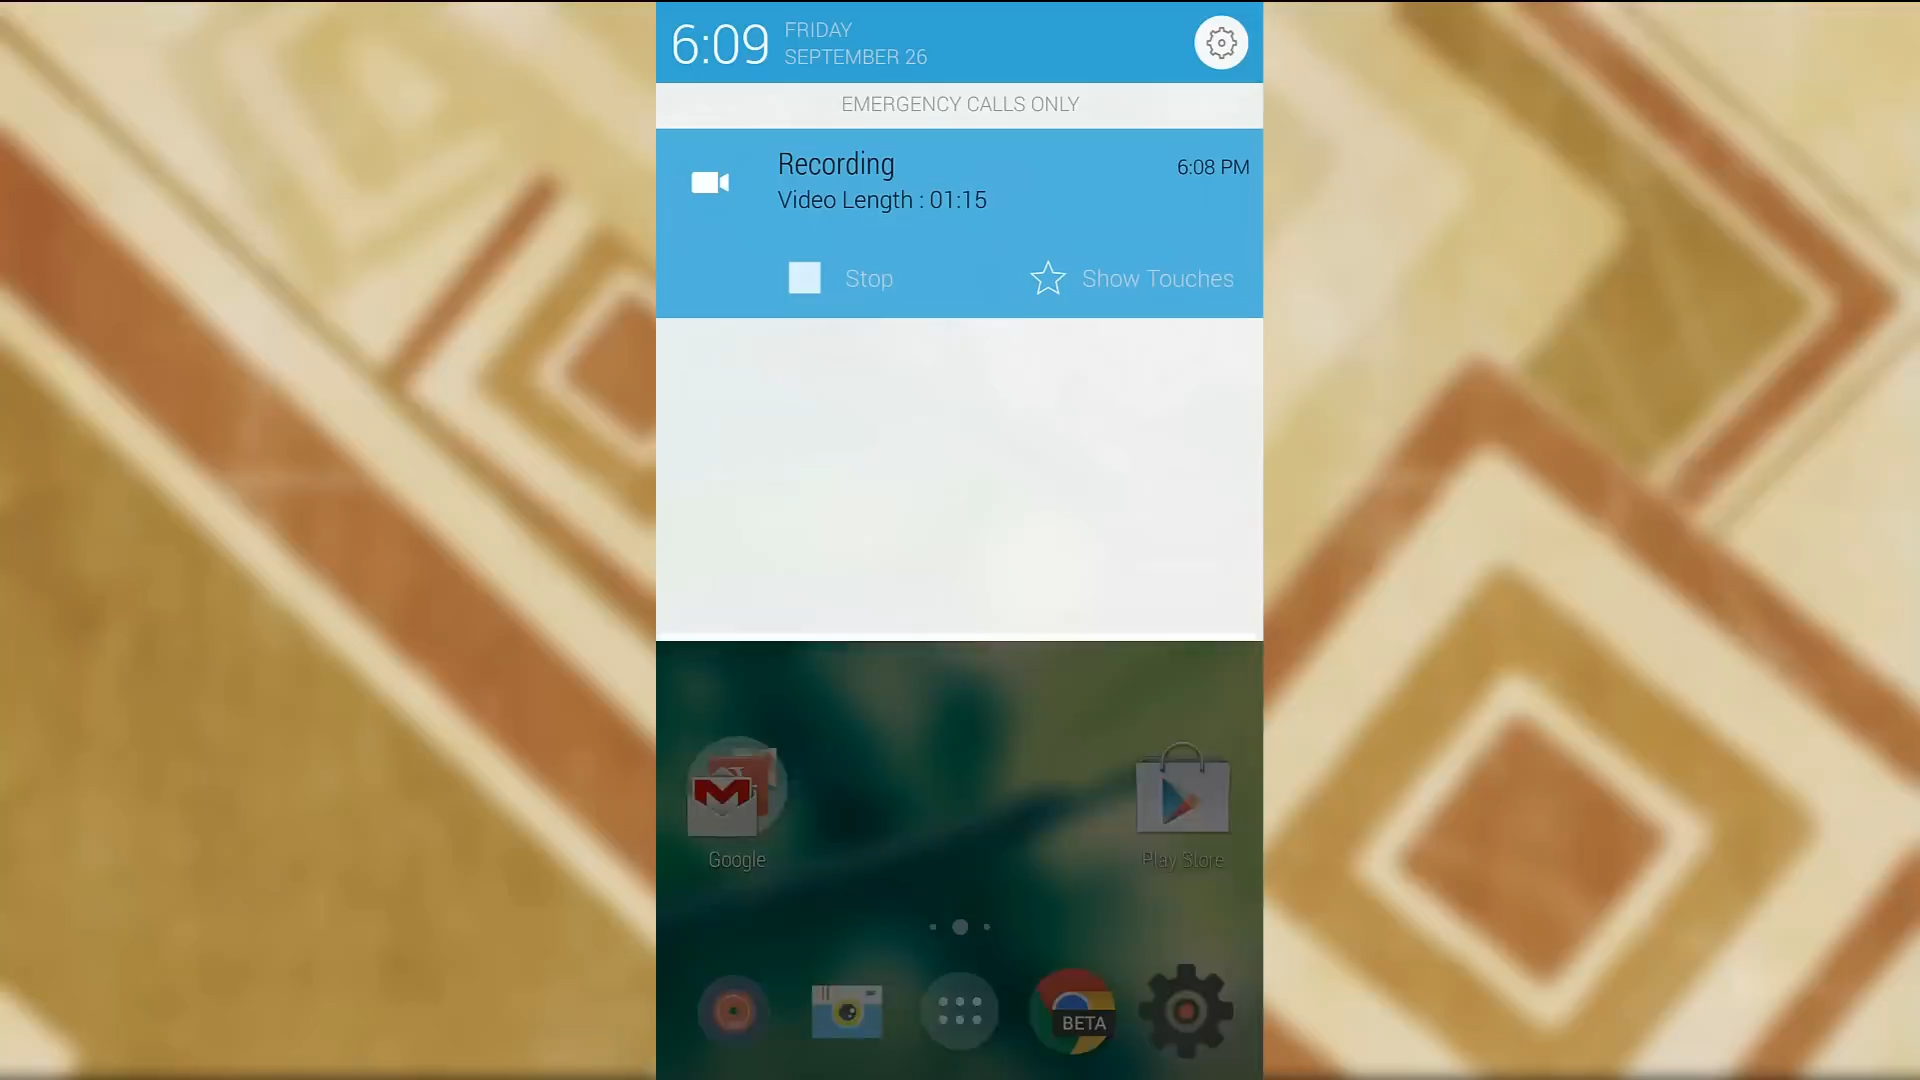 6:09
FRIDAY
SEPTEMBER 26
EMERGENCY CALLS ONLY
Recording
6:08 PM
Video Length : 01:15
Stop
Show Touches
Google
Play Store
BETA